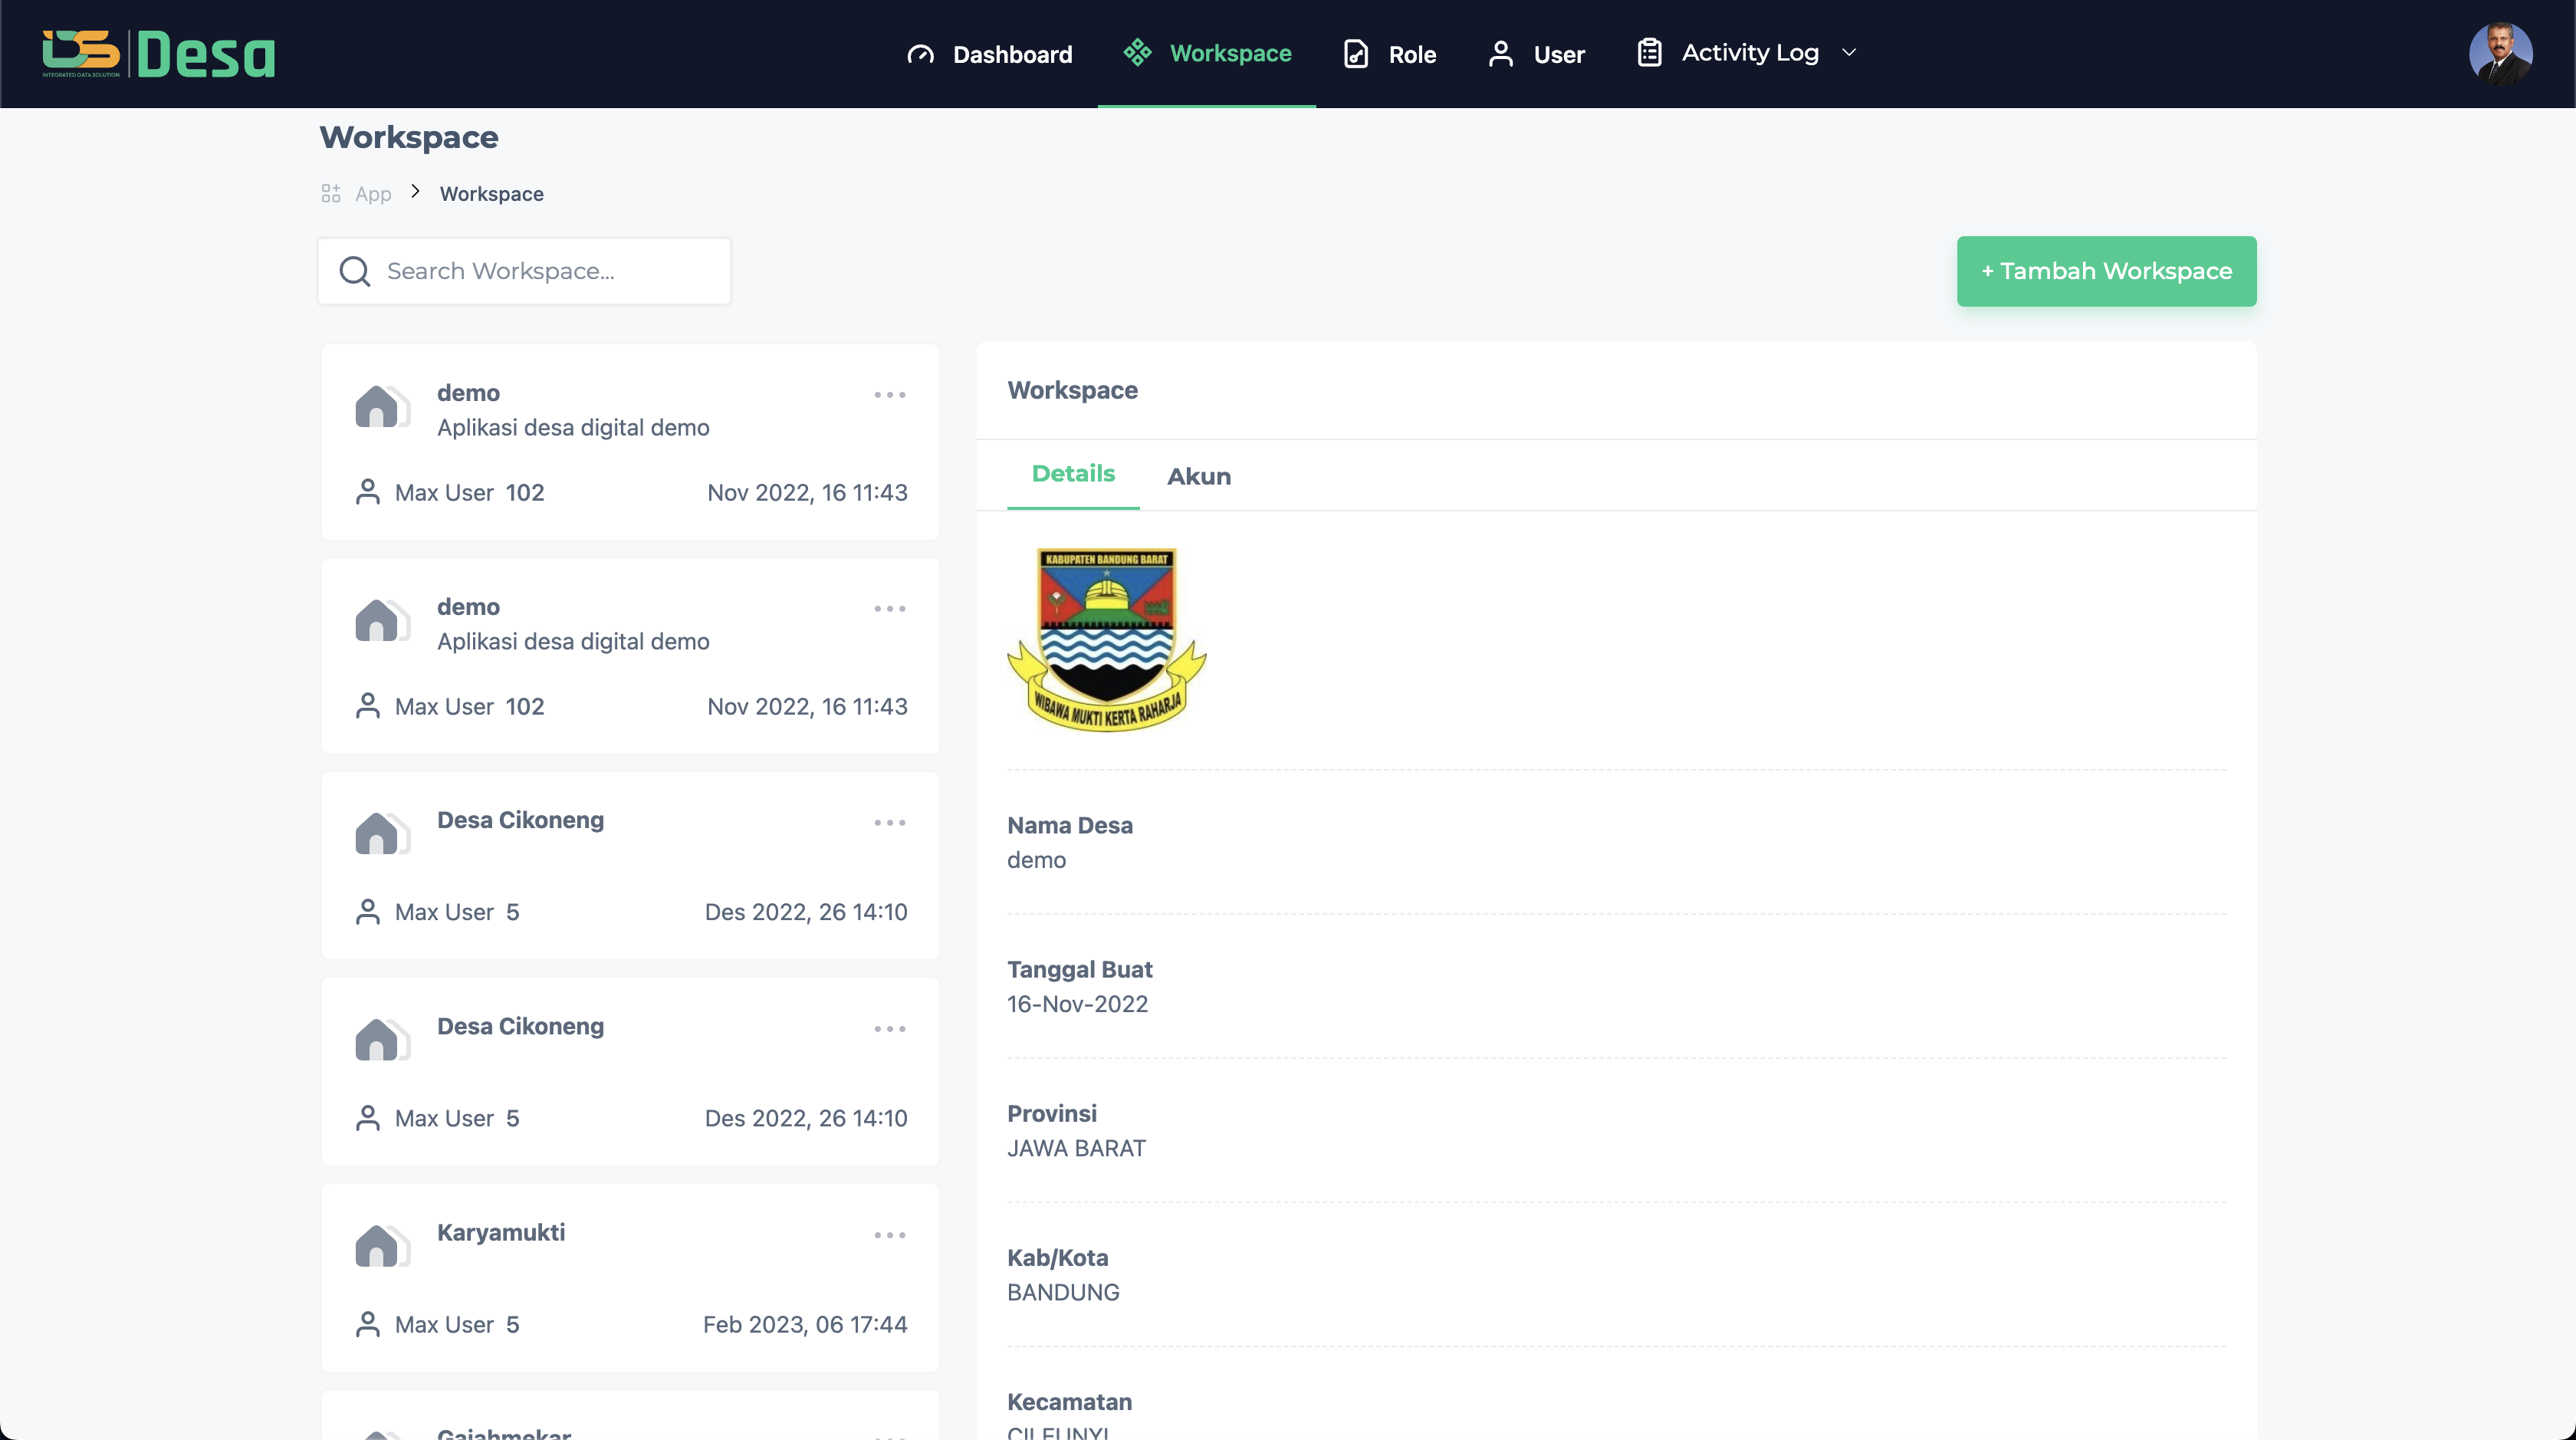 IDS Desa
INTEGRATED DATA SOLUTION
Dashboard
Workspace
Role
User
Activity Log
Workspace
App > Workspace
Search Workspace...
+ Tambah Workspace
demo
Aplikasi desa digital demo
Max User 102
Nov 2022, 16 11:43
demo
Aplikasi desa digital demo
Max User 102
Nov 2022, 16 11:43
Desa Cikoneng
Max User 5
Des 2022, 26 14:10
Desa Cikoneng
Max User 5
Des 2022, 26 14:10
Karyamukti
Max User 5
Feb 2023, 06 17:44
Gajahmekar
Workspace
Details
Akun
KABUPATEN BANDUNG BARAT
WIBAWA MUKTI KERTA RAHARJA
Nama Desa
demo
Tanggal Buat
16-Nov-2022
Provinsi
JAWA BARAT
Kab/Kota
BANDUNG
Kecamatan
CILEUNYI